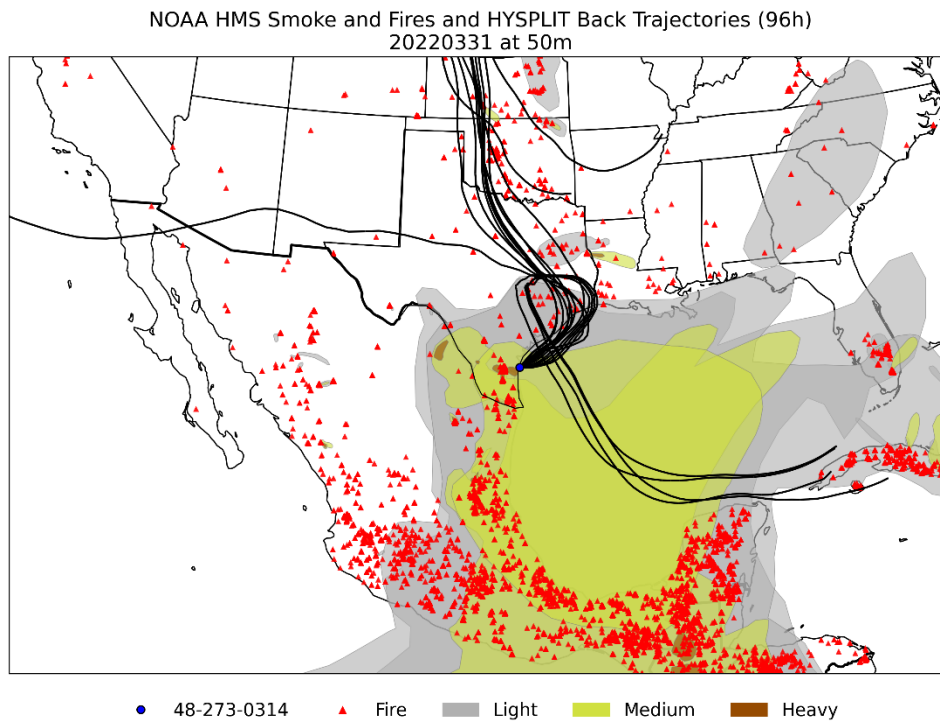 NOAA HMS Smoke and Fires and HYSPLIT Back Trajectories (96h)
20220331 at 50m
48-273-0314 Fire Light Medium Heavy